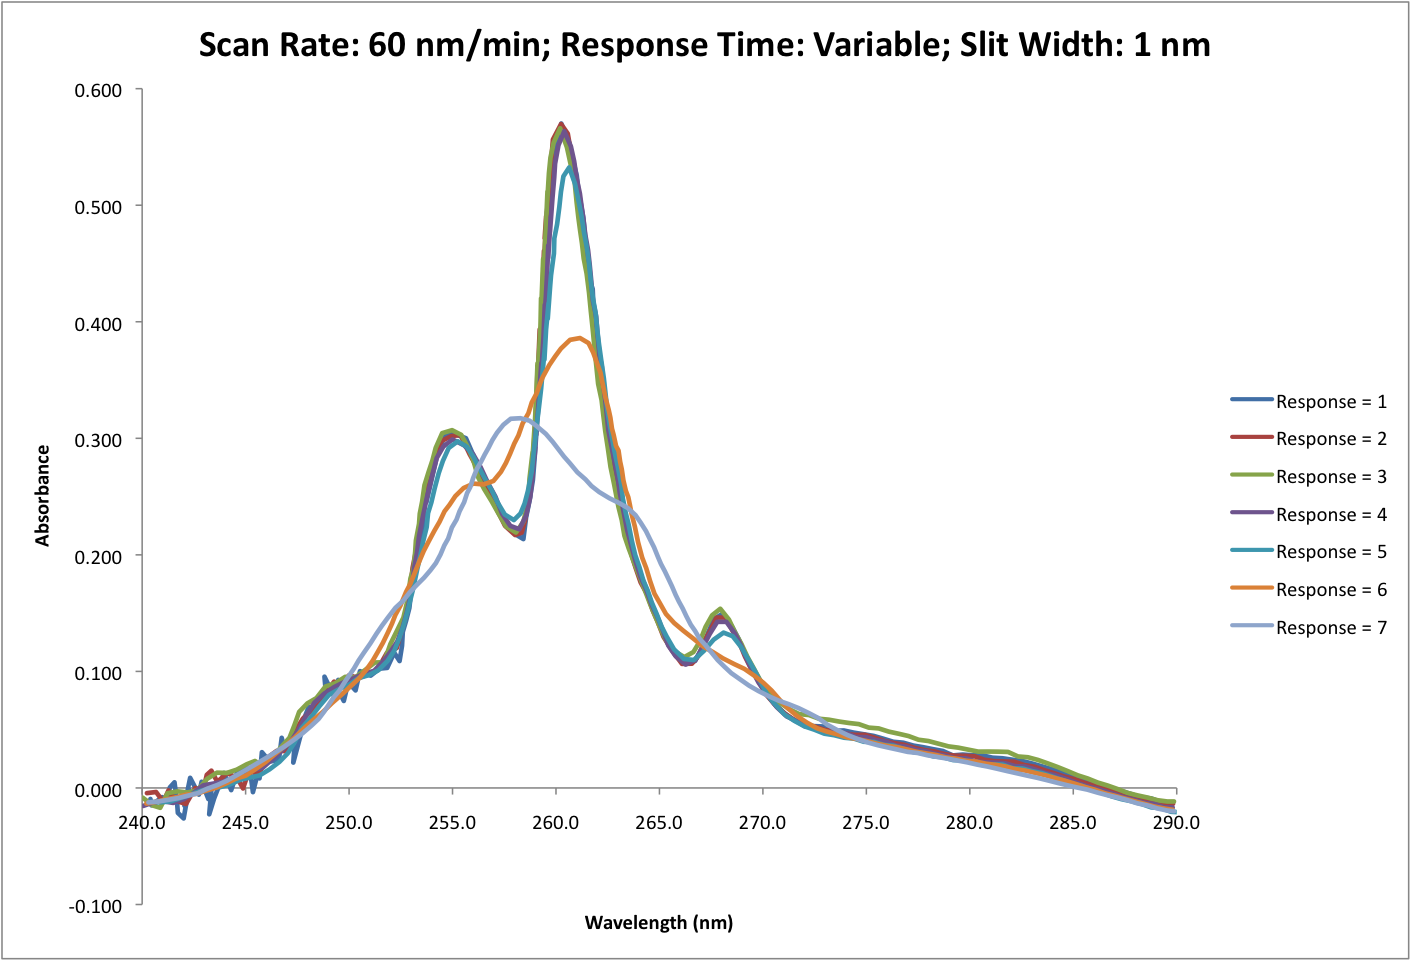 Scan Rate: 60 nm/min; Response Time: Variable; Slit Width: 1 nm
0.600
0.500
0.400
0.300
0.200
0.100
0.000
-0.100
Absorbance
240.0 245.0 250.0 255.0 260.0 265.0 270.0 275.0 280.0 285.0 290.0
Wavelength (nm)
Response = 1
Response = 2
Response = 3
Response = 4
Response = 5
Response = 6
Response = 7